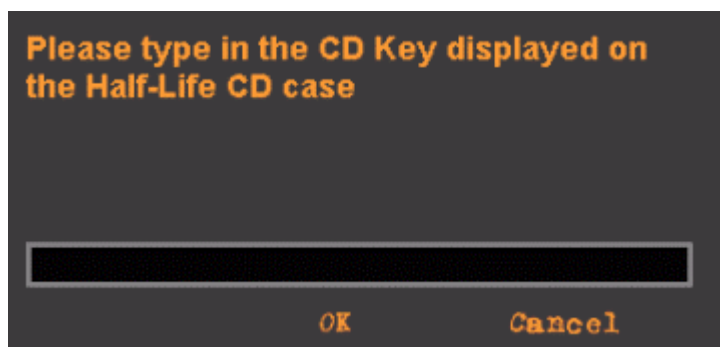 Please type in the CD Key displayed on
the Half-Life CD case
OK Cancel